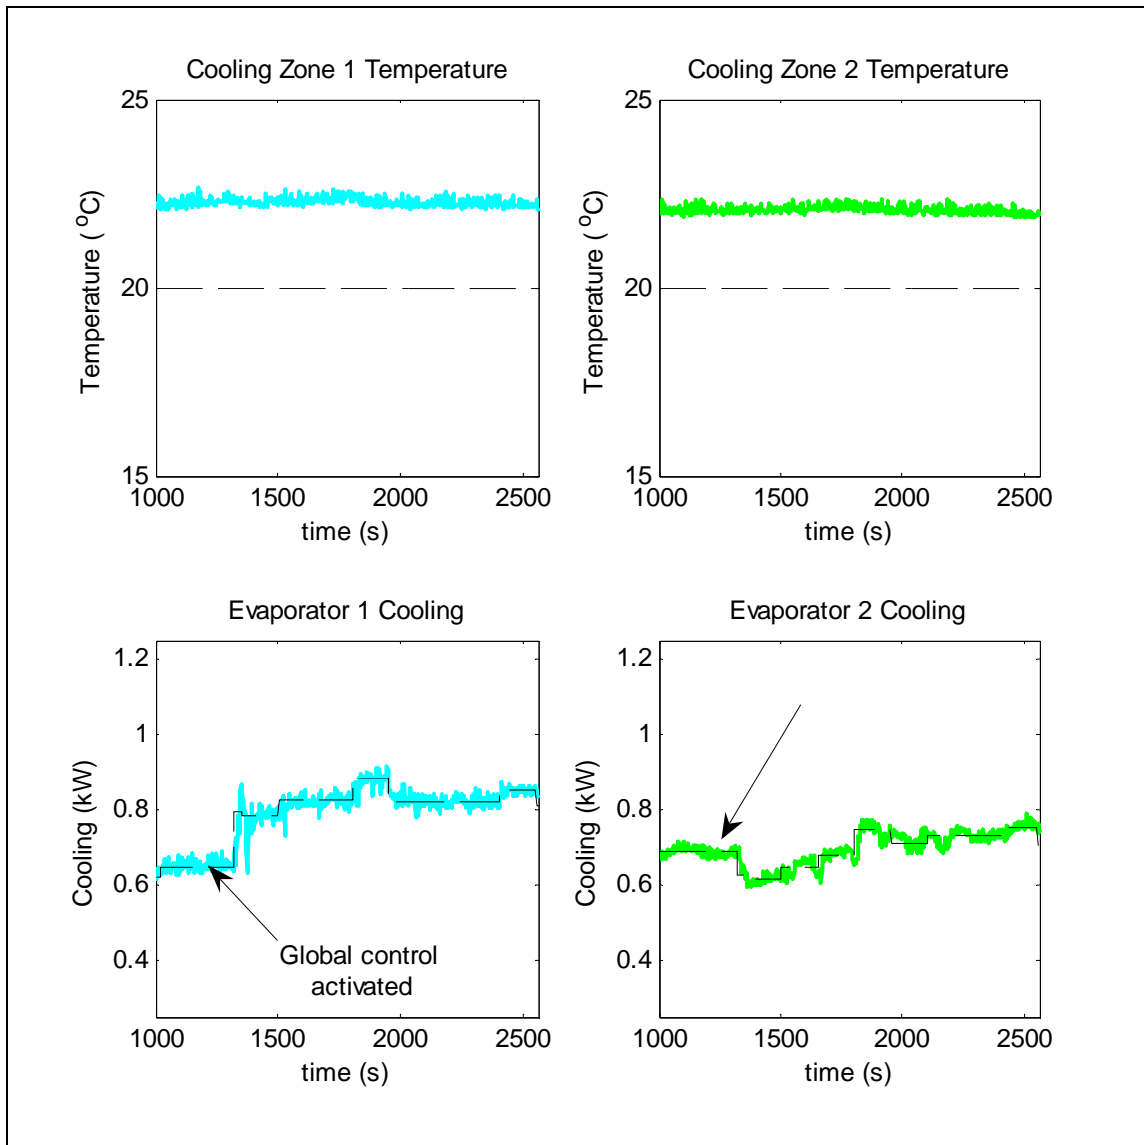 Cooling Zone 1 Temperature
25
20
15
Temperature ( °C)
1000 1500 2000 2500
time (s)
Cooling Zone 2 Temperature
25
20
15
Temperature ( °C)
1000 1500 2000 2500
time (s)
Evaporator 1 Cooling
1.2
1
0.8
0.6
0.4
Cooling (kW)
Global control
activated
1000 1500 2000 2500
time (s)
Evaporator 2 Cooling
1.2
1
0.8
0.6
0.4
Cooling (kW)
1000 1500 2000 2500
time (s)